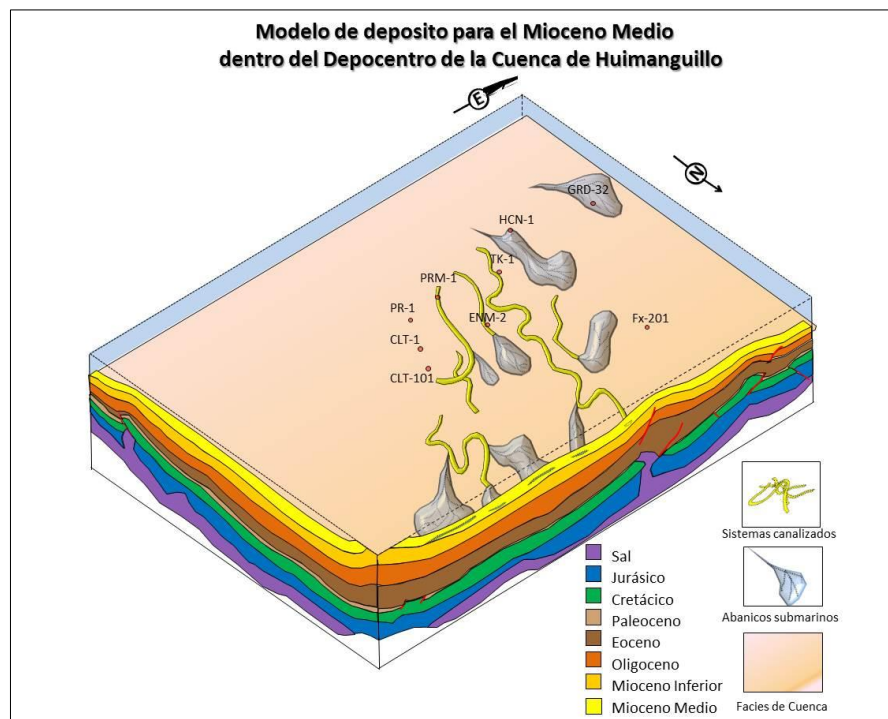 Modelo de deposito para el Mioceno Medio
dentro del Depocentro de la Cuenca de Huimanguillo
E
N
GRD-32
HCN-1
TK-1
PRM-1
PR-1
ENM-2
Fx-201
CLT-1
CLT-101
Sistemas canalizados
Abanicos submarinos
Facies de Cuenca
Sal
Jurásico
Cretácico
Paleoceno
Eoceno
Oligoceno
Mioceno Inferior
Mioceno Medio